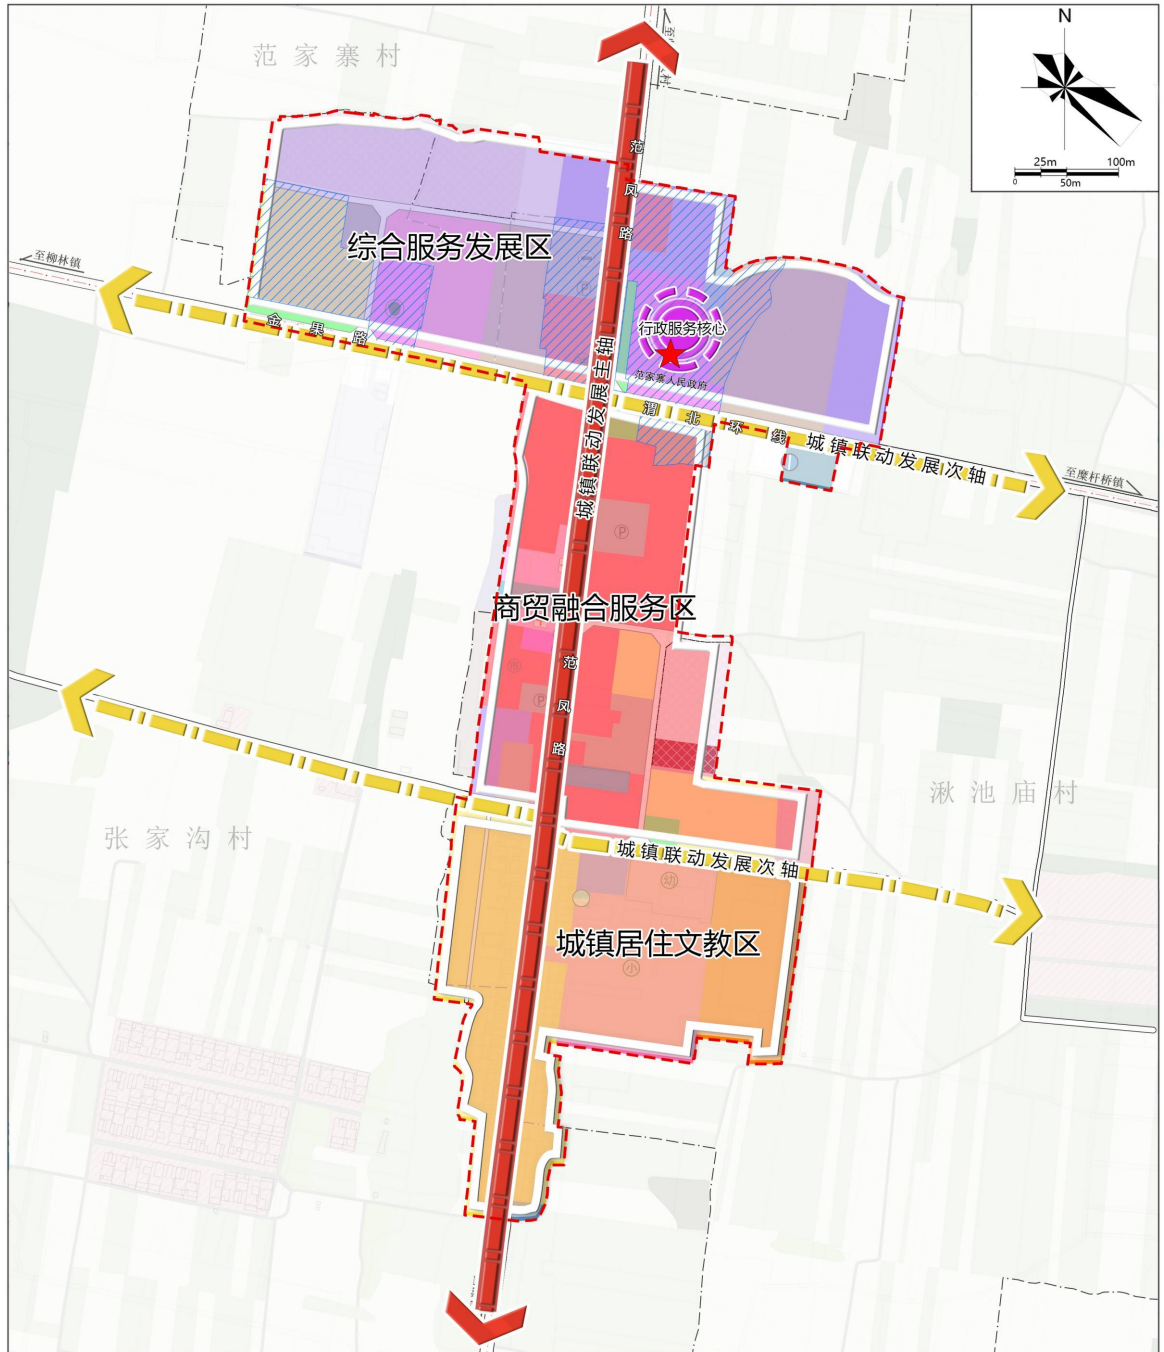 N
25m
100m
0
50m
范家寨村
至柳林镇
范凤路
综合服务发展区
金果路
行政服务核心
范家寨人民政府
城镇联动发展主轴
渭北环线
城镇联动发展次轴
至糜杆桥镇
P
商贸融合服务区
P
范凤路
湫池庙村
张家沟村
城镇联动发展次轴
幼
城镇居住文教区
小